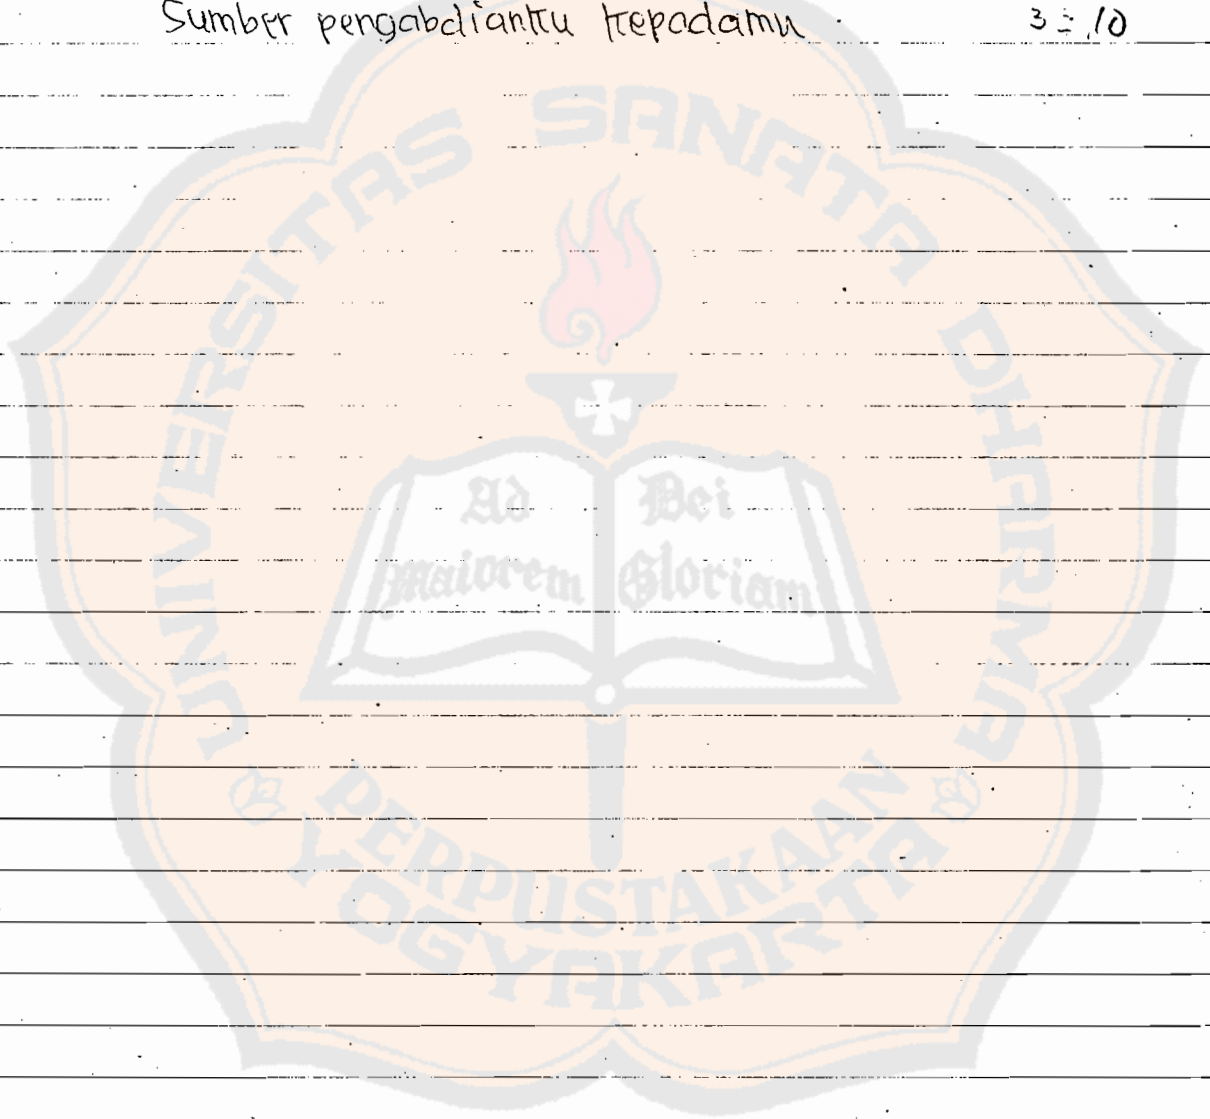 Sumber pengabdianku kepadamu 3 = 10
UNIVERSITAS SANATA DHARMA
Ad Dei
maiorem Gloriam
PERPUSTAKAAN
YOGYAKARTA